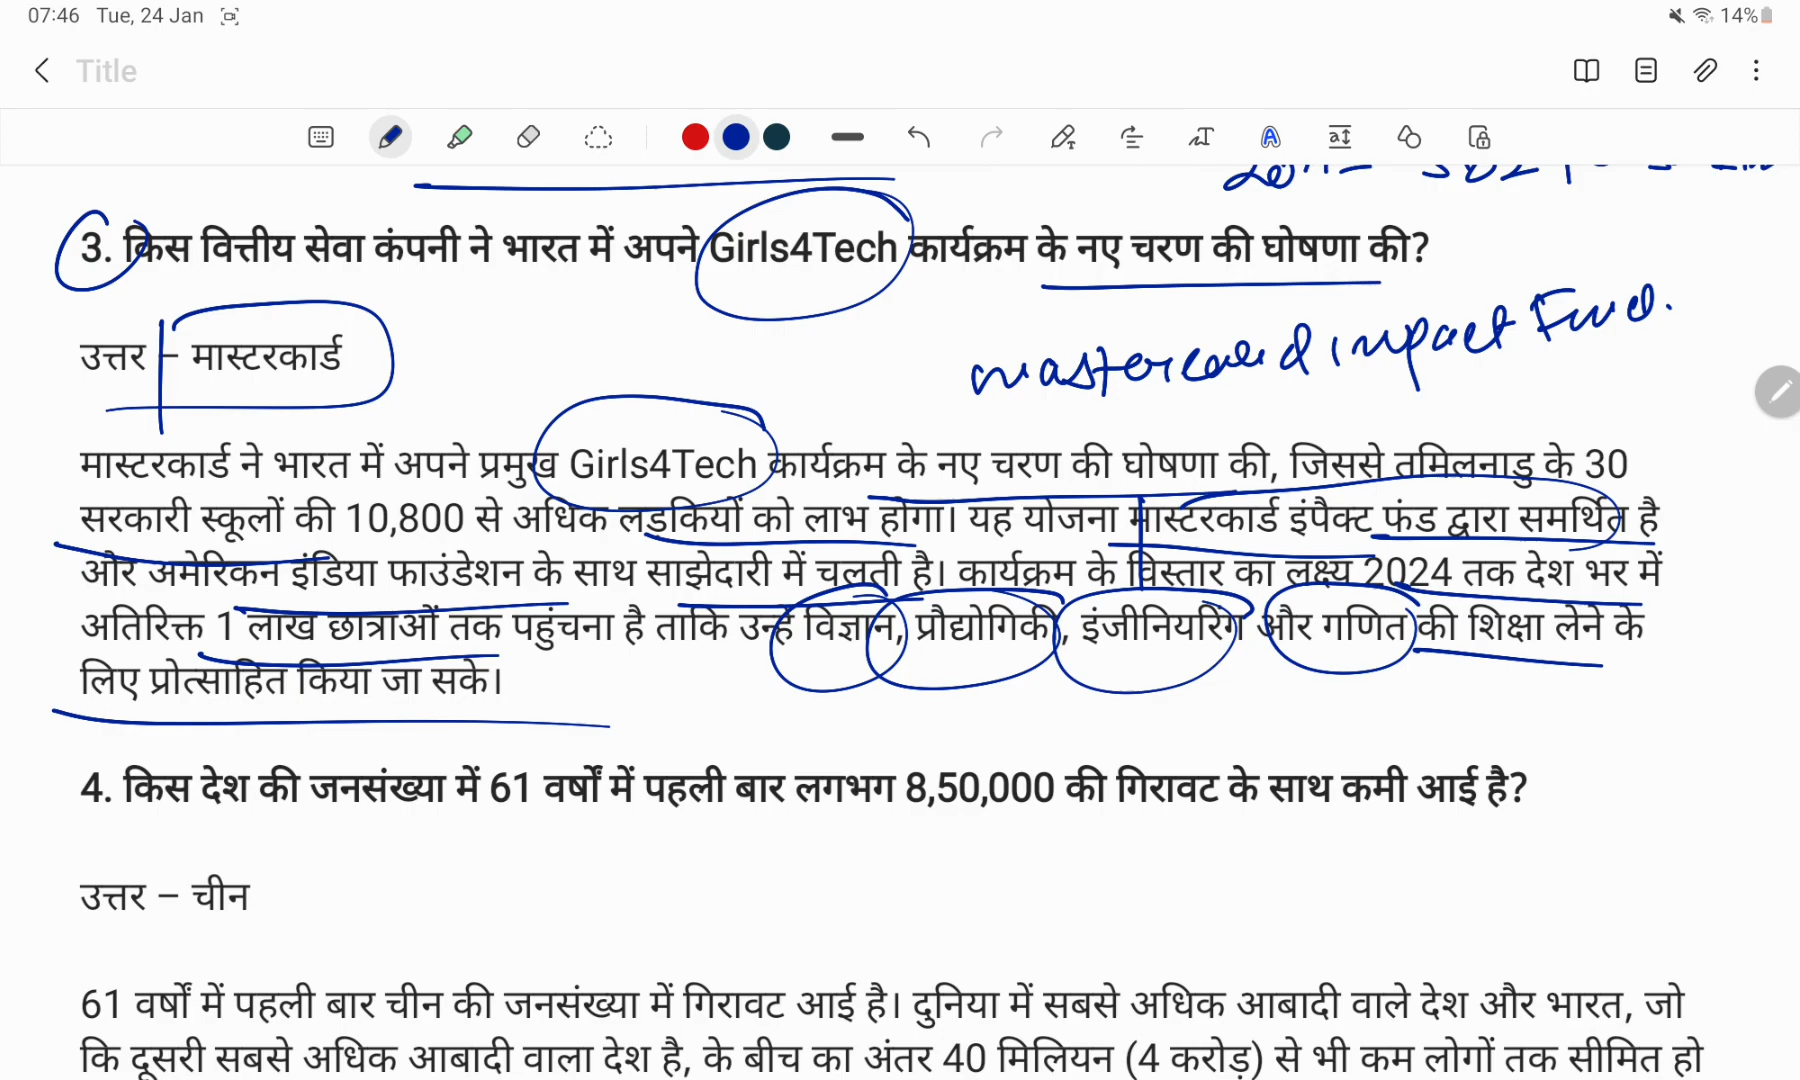 07:46 Tue, 24 Jan 14%
Title
3. किस वित्तीय सेवा कंपनी ने भारत में अपने Girls4Tech कार्यक्रम के नए चरण की घोषणा की?
mastercard impact Fund.
उत्तर – मास्टरकार्ड
मास्टरकार्ड ने भारत में अपने प्रमुख Girls4Tech कार्यक्रम के नए चरण की घोषणा की, जिससे तमिलनाडु के 30
सरकारी स्कूलों की 10,800 से अधिक लड़कियों को लाभ होगा। यह योजना मास्टरकार्ड इंपैक्ट फंड द्वारा समर्थित है
और अमेरिकन इंडिया फाउंडेशन के साथ साझेदारी में चलती है। कार्यक्रम के विस्तार का लक्ष्य 2024 तक देश भर में
अतिरिक्त 1 लाख छात्राओं तक पहुंचना है ताकि उन्हें विज्ञान, प्रौद्योगिकी, इंजीनियरिंग और गणित की शिक्षा लेने के
लिए प्रोत्साहित किया जा सके।
4. किस देश की जनसंख्या में 61 वर्षों में पहली बार लगभग 8,50,000 की गिरावट के साथ कमी आई है?
उत्तर – चीन
61 वर्षों में पहली बार चीन की जनसंख्या में गिरावट आई है। दुनिया में सबसे अधिक आबादी वाले देश और भारत, जो
कि दूसरी सबसे अधिक आबादी वाला देश है, के बीच का अंतर 40 मिलियन (4 करोड़) से भी कम लोगों तक सीमित हो